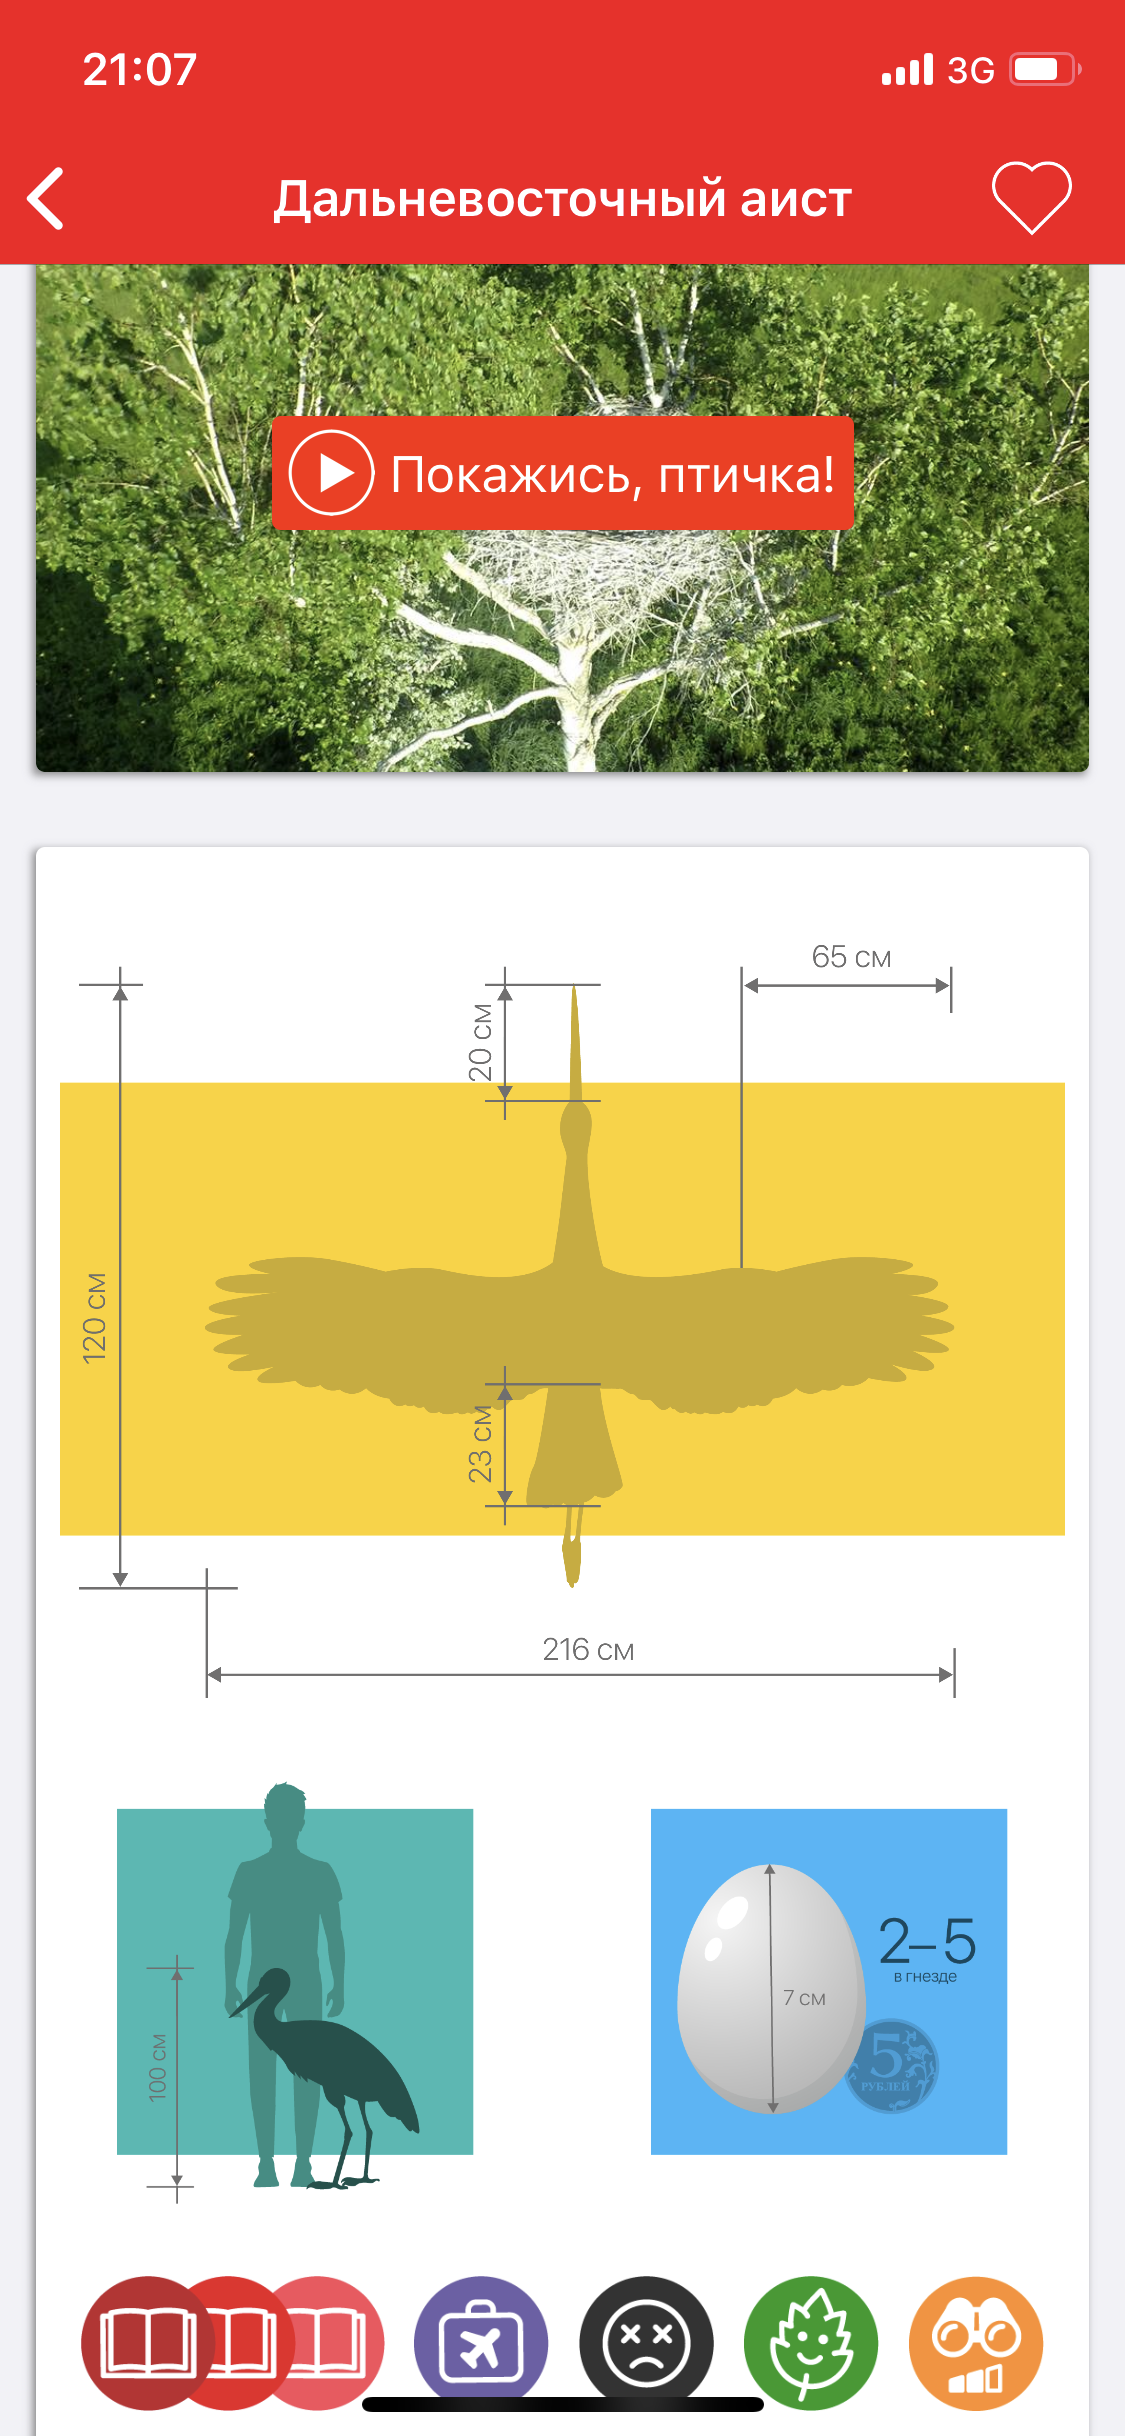 21:07
3G
Дальневосточный аист
Покажись, птичка!
65 см
20 см
120 см
23 см
216 см
100 см
2–5
в гнезде
7 см
5
РУБЛЕЙ